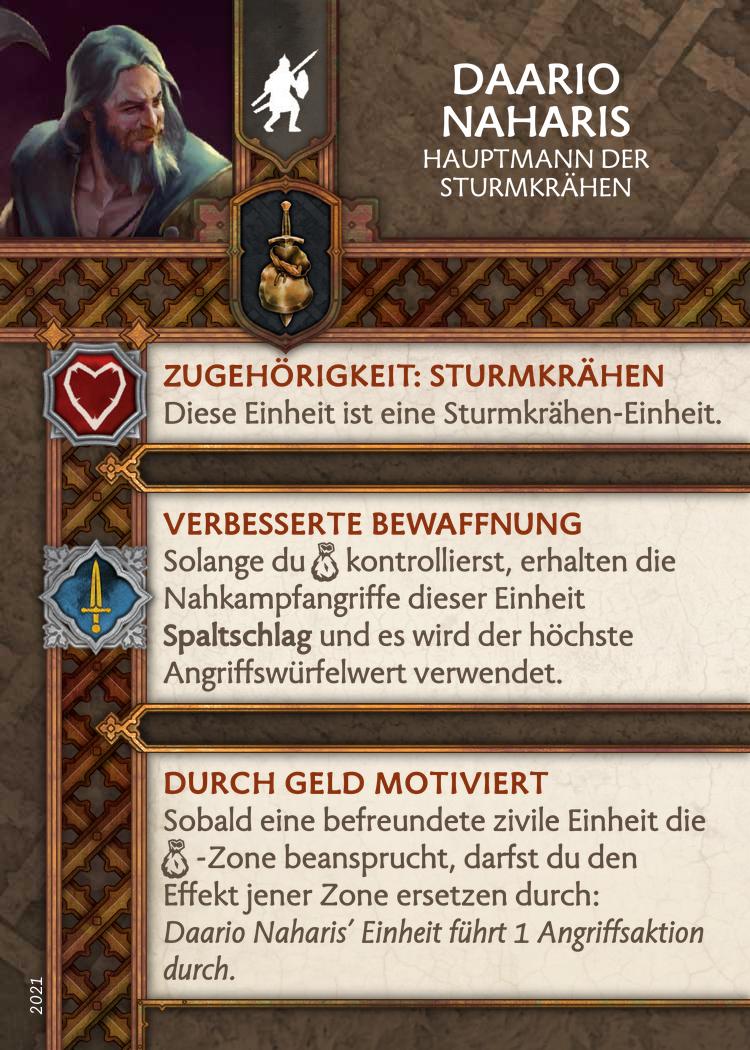 DAARIO
NAHARIS
HAUPTMANN DER
STURMKRÄHEN
ZUGEHÖRIGKEIT: STURMKRÄHEN
Diese Einheit ist eine Sturmkrähen-Einheit.
VERBESSERTE BEWAFFNUNG
Solange du kontrollierst, erhalten die
Nahkampfangriffe dieser Einheit
Spaltschlag und es wird der höchste
Angriffswürfelwert verwendet.
DURCH GELD MOTIVIERT
Sobald eine befreundete zivile Einheit die
-Zone beansprucht, darfst du den
Effekt jener Zone ersetzen durch:
Daario Naharis’ Einheit führt 1 Angriffsaktion
durch.
2021